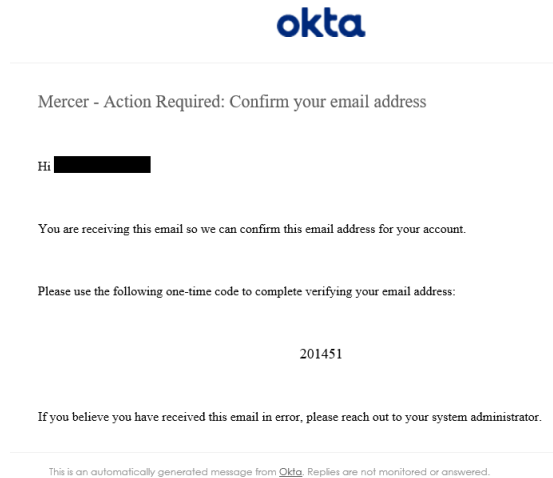 okta
Mercer - Action Required: Confirm your email address
Hi
You are receiving this email so we can confirm this email address for your account.
Please use the following one-time code to complete verifying your email address:
201451
If you believe you have received this email in error, please reach out to your system administrator.
This is an automatically generated message from Okta. Replies are not monitored or answered.